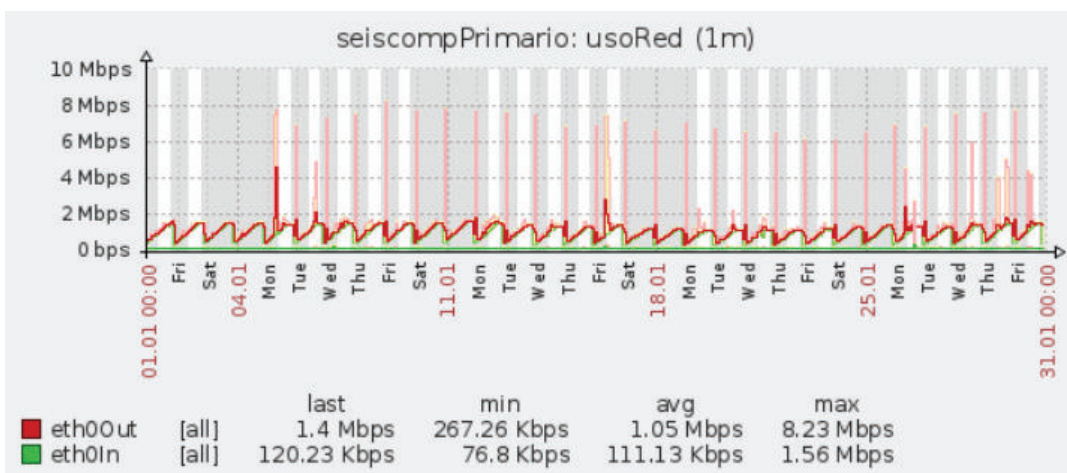 seiscompPrimario: usoRed (1m)
10 Mbps
8 Mbps
6 Mbps
4 Mbps
2 Mbps
0 bps
01.01 00:00 Fri Sat 04.01 Mon Tue Wed Thu Fri Sat 11.01 Mon Tue Wed Thu Fri Sat 18.01 Mon Tue Wed Thu Fri Sat 25.01 Mon Tue Wed Thu Fri 31.01 00:00
last min avg max
eth0Out [all] 1.4 Mbps 267.26 Kbps 1.05 Mbps 8.23 Mbps
eth0In [all] 120.23 Kbps 76.8 Kbps 111.13 Kbps 1.56 Mbps